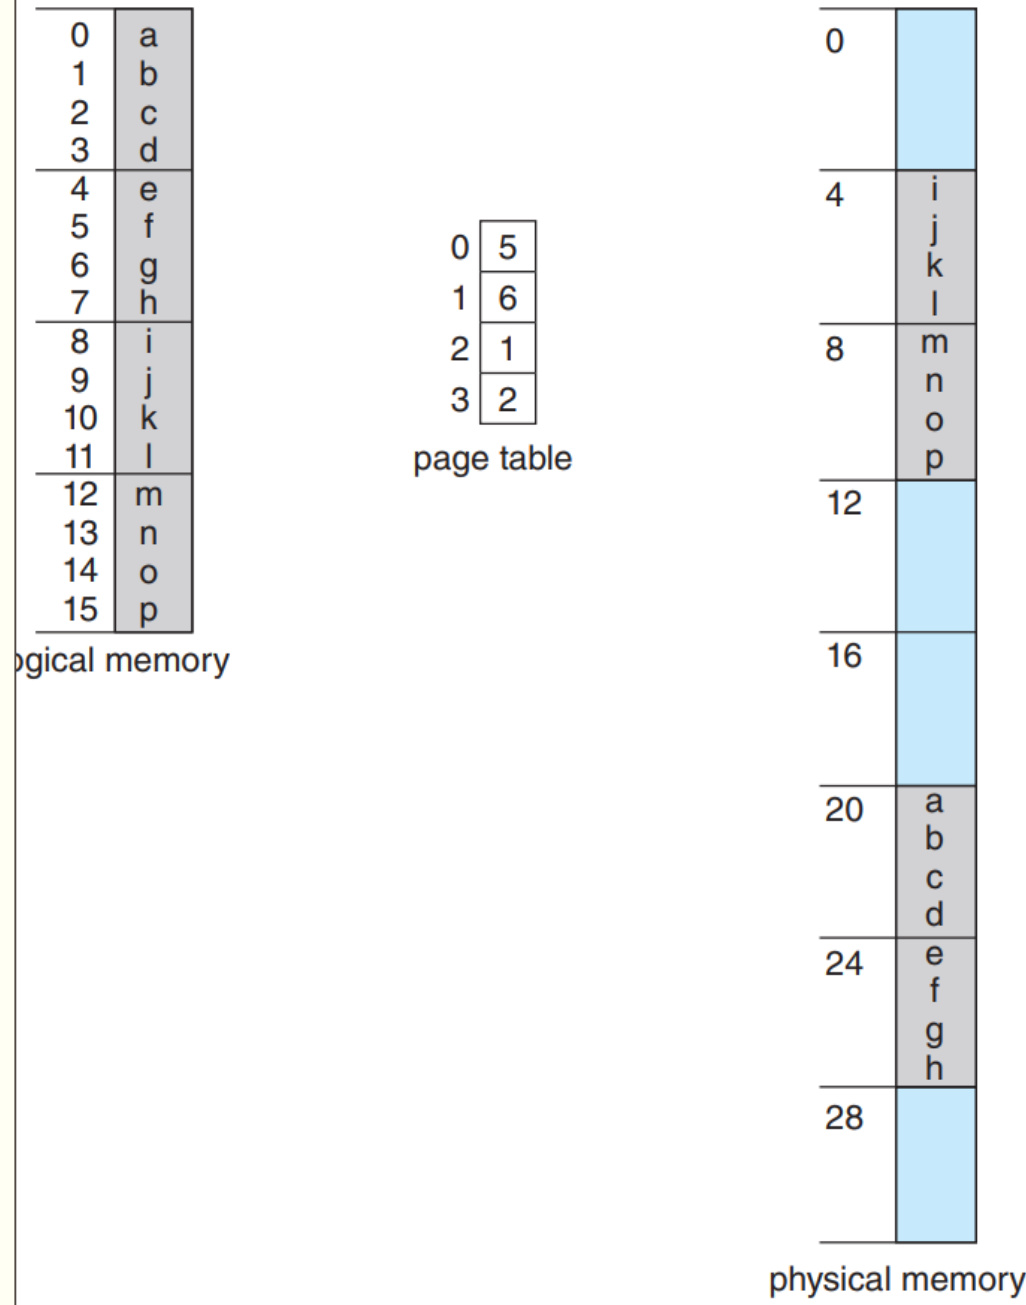 0 a
1 b
2 c
3 d
4 e
5 f
6 g
7 h
8 i
9 j
10 k
11 l
12 m
13 n
14 o
15 p
ogical memory
0 5
1 6
2 1
3 2
page table
0
4 i
j
k
l
8 m
n
o
p
12
16
20 a
b
c
d
24 e
f
g
h
28
physical memory